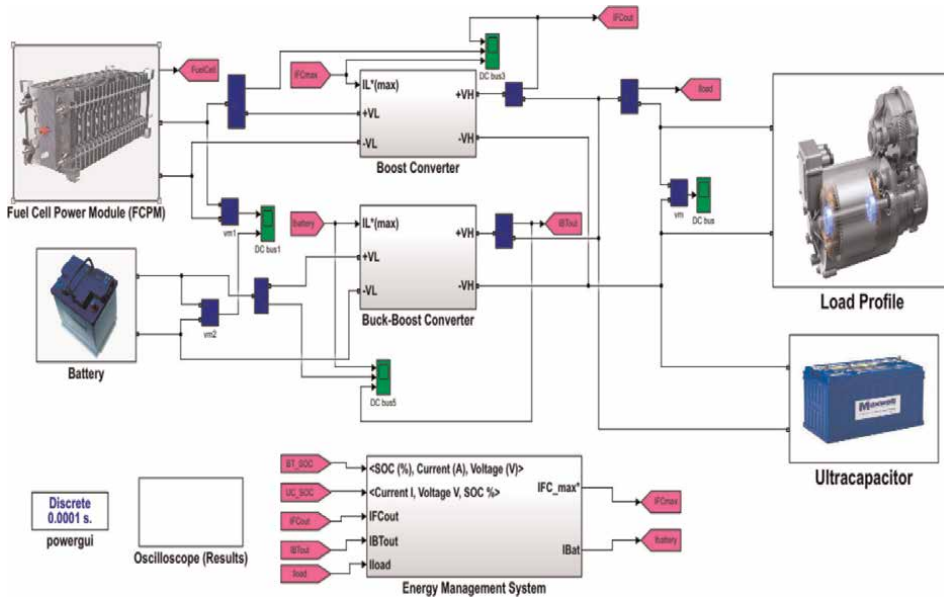 IFCout
FuelCell
IFCmax
DC bus3
IL*(max)
+VL
-VL
+VH
-VH
Boost Converter
Iload
Fuel Cell Power Module (FCPM)
vm1
DC bus1
Ibattery
IL*(max)
+VL
-VL
+VH
-VH
Buck-Boost Converter
IBTout
vm
DC bus
Load Profile
vm2
Battery
DC bus5
Maxwell
Ultracapacitor
BT_SOC
UC_SOC
IFCout
IBTout
Iload
<SOC (%), Current (A), Voltage (V)>
<Current I, Voltage V, SOC %>
IFCout
IBTout
Iload
IFC_max*
IBat
IFCmax
Ibattery
Energy Management System
Discrete
0.0001 s.
powergui
Oscilloscope (Results)